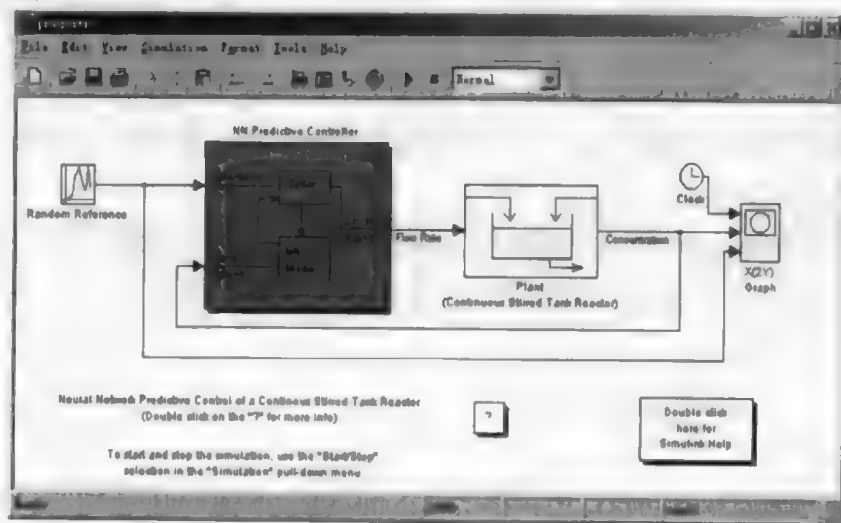 File Edit View Simulation Format Tools Help
Normal
NN Predictive Controller
Random Reference
Clock
Flow Rate
Concentration
X(2Y)
Graph
Plant
(Continuous Stirred Tank Reactor)
Neural Network Predictive Control of a Continous Stirred Tank Reactor
(Double click on the "?" for more info)
?
Double click
here for
Simulink Help
To start and stop the simulation, use the "Start/Stop"
selection in the "Simulation" pull-down menu